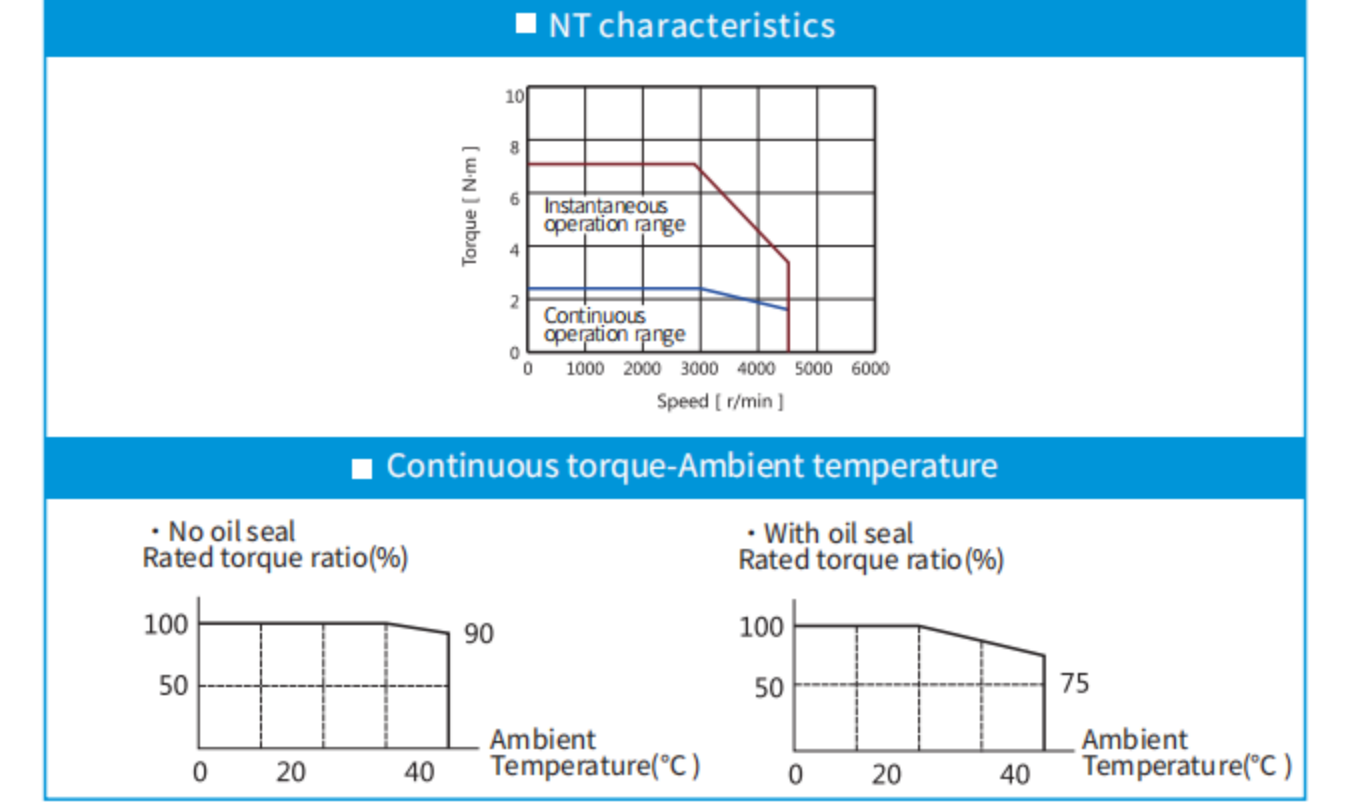 ■ NT characteristics
10
8
6
4
2
0
Torque [ N·m ]
Instantaneous
operation range
Continuous
operation range
0 1000 2000 3000 4000 5000 6000
Speed [ r/min ]
■ Continuous torque-Ambient temperature
・No oil seal
Rated torque ratio(%)
100
90
50
0 20 40
Ambient
Temperature(°C )
・With oil seal
Rated torque ratio(%)
100
50
75
0 20 40
Ambient
Temperature(°C )